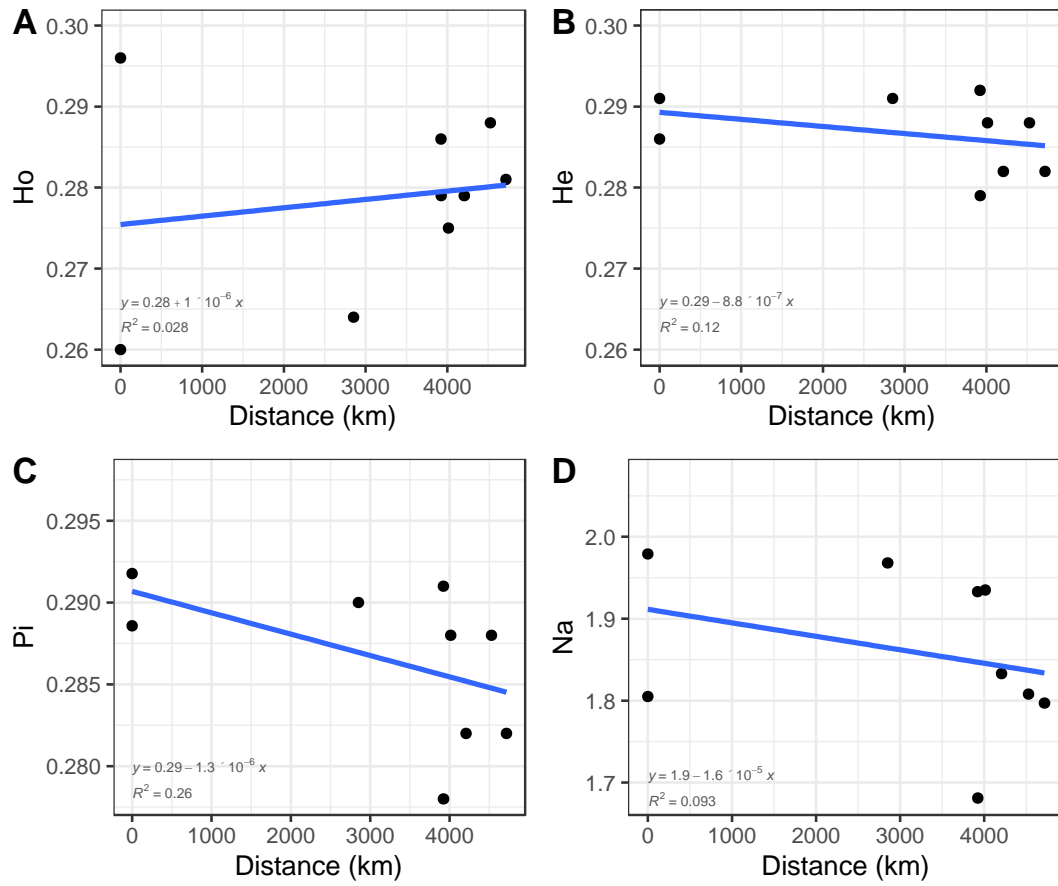 A
0.30
0.29
0.28
0.27
0.26
Ho
y = 0.28 + 1 ´ 10⁻⁶ x
R² = 0.028
0 1000 2000 3000 4000
Distance (km)
B
0.30
0.29
0.28
0.27
0.26
He
y = 0.29 − 8.8 ´ 10⁻⁷ x
R² = 0.12
0 1000 2000 3000 4000
Distance (km)
C
0.295
0.290
0.285
0.280
Pi
y = 0.29 − 1.3 ´ 10⁻⁶ x
R² = 0.26
0 1000 2000 3000 4000
Distance (km)
D
2.0
1.9
1.8
1.7
Na
y = 1.9 − 1.6 ´ 10⁻⁵ x
R² = 0.093
0 1000 2000 3000 4000
Distance (km)